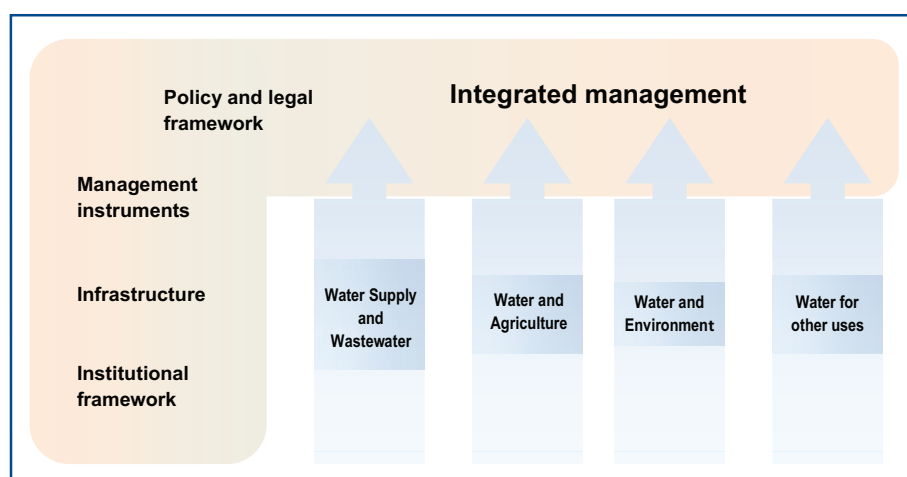 Policy and legal
framework
Integrated management
Management
instruments
Infrastructure
Institutional
framework
Water Supply
and
Wastewater
Water and
Agriculture
Water and
Environment
Water for
other uses